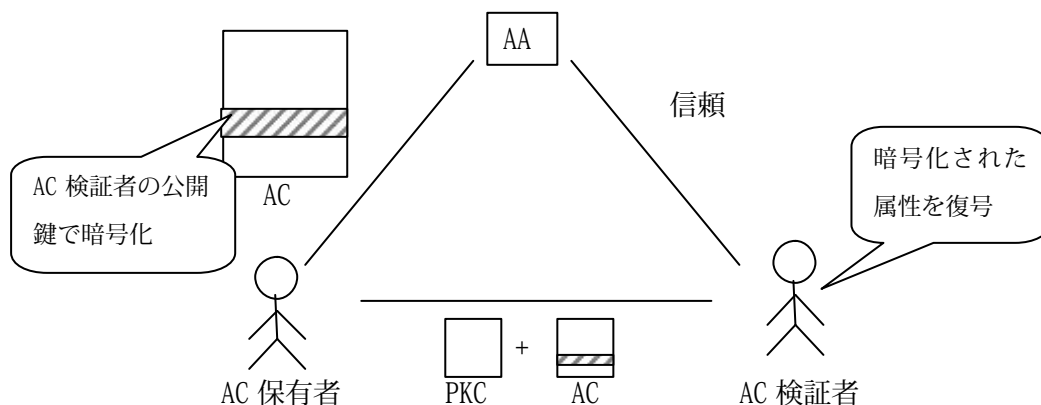 AA
信頼
AC 検証者の公開
鍵で暗号化
AC
暗号化された
属性を復号
+
PKC
AC
AC 保有者
AC 検証者